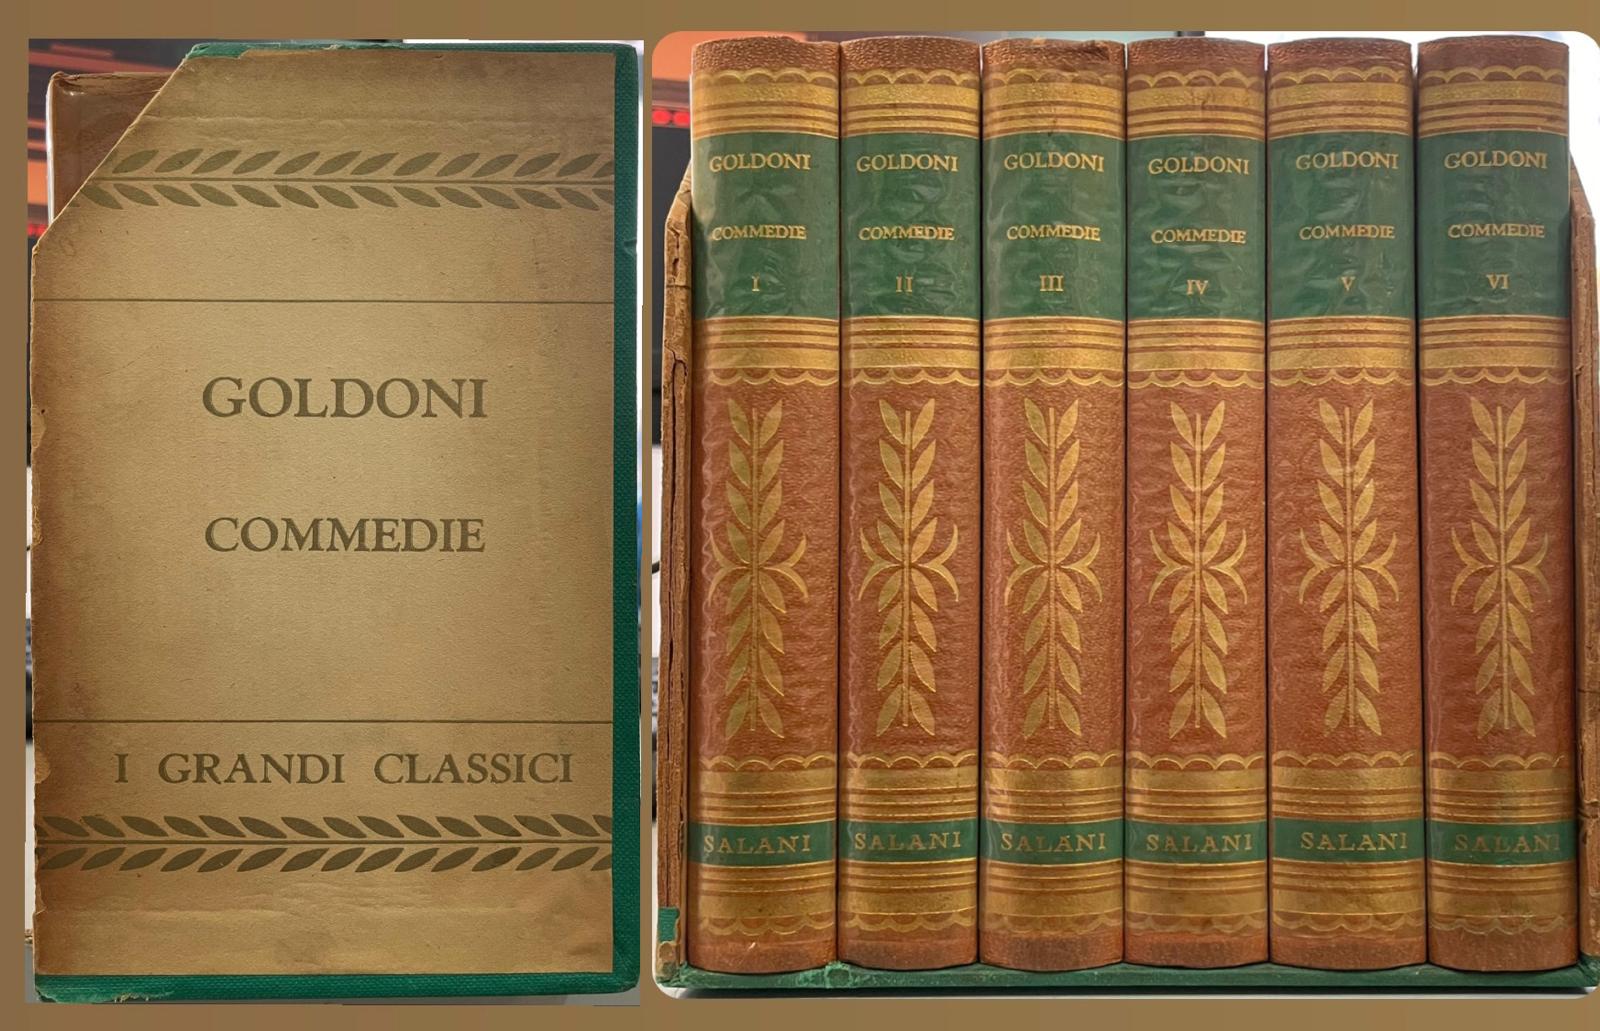 GOLDONI
COMMEDIE
I GRANDI CLASSICI
GOLDONI
COMMEDIE
I
SALANI
GOLDONI
COMMEDIE
II
SALANI
GOLDONI
COMMEDIE
III
SALANI
GOLDONI
COMMEDIE
IV
SALANI
GOLDONI
COMMEDIE
V
SALANI
GOLDONI
COMMEDIE
VI
SALANI